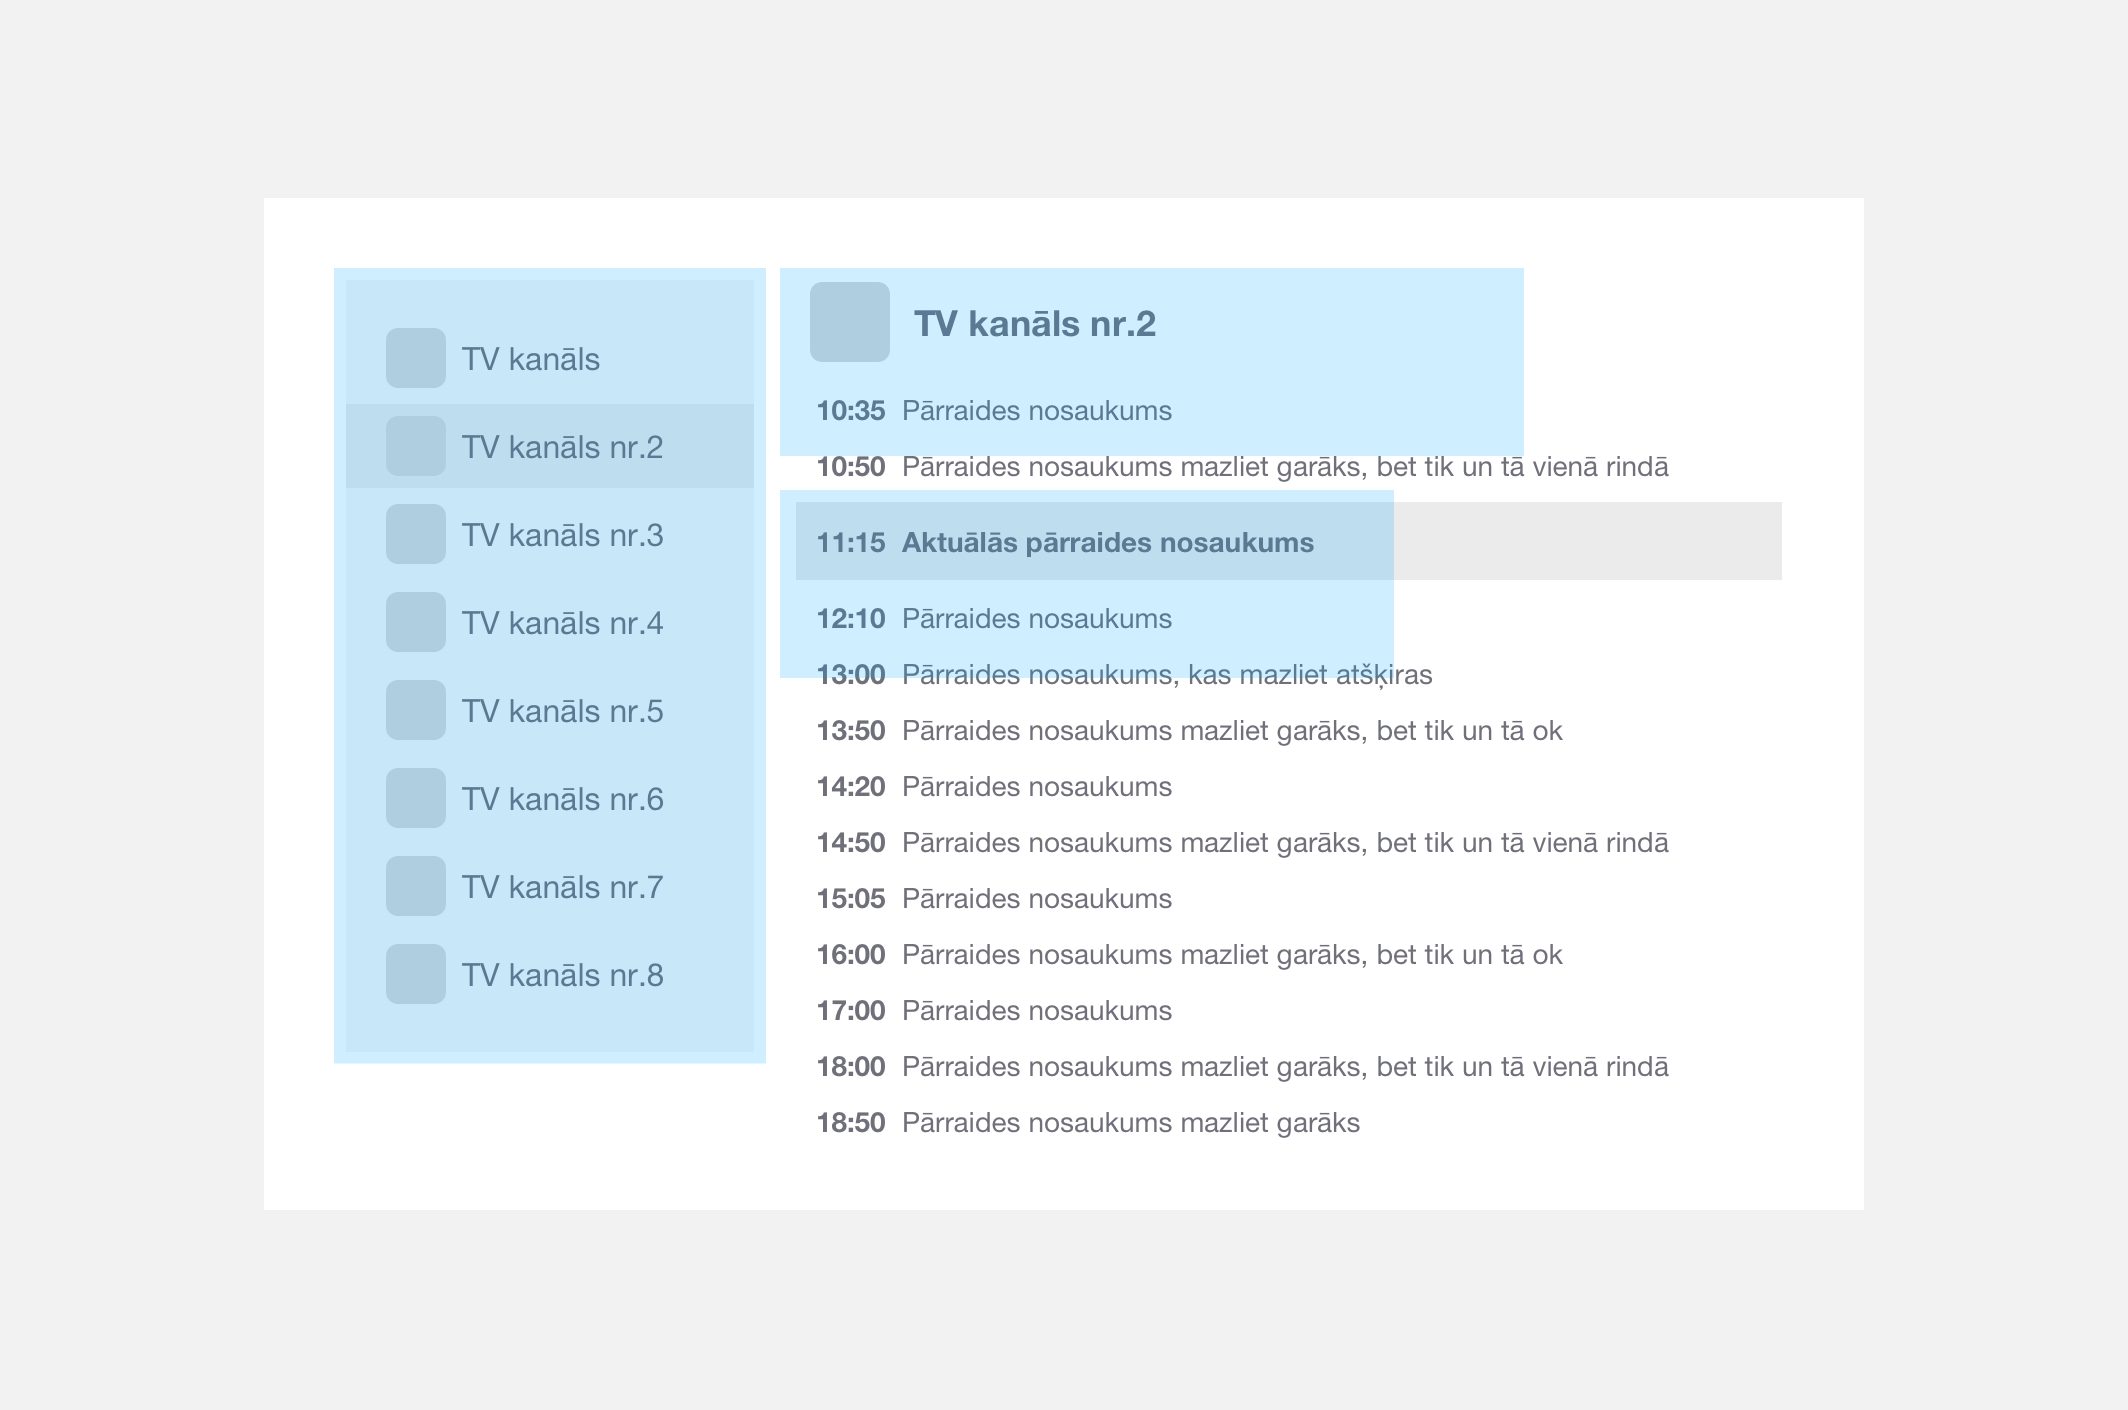 TV kanāls
TV kanāls nr.2
TV kanāls nr.3
TV kanāls nr.4
TV kanāls nr.5
TV kanāls nr.6
TV kanāls nr.7
TV kanāls nr.8
TV kanāls nr.2
10:35 Pārraides nosaukums
10:50 Pārraides nosaukums mazliet garāks, bet tik un tā vienā rindā
11:15 Aktuālās pārraides nosaukums
12:10 Pārraides nosaukums
13:00 Pārraides nosaukums, kas mazliet atšķiras
13:50 Pārraides nosaukums mazliet garāks, bet tik un tā ok
14:20 Pārraides nosaukums
14:50 Pārraides nosaukums mazliet garāks, bet tik un tā vienā rindā
15:05 Pārraides nosaukums
16:00 Pārraides nosaukums mazliet garāks, bet tik un tā ok
17:00 Pārraides nosaukums
18:00 Pārraides nosaukums mazliet garāks, bet tik un tā vienā rindā
18:50 Pārraides nosaukums mazliet garāks